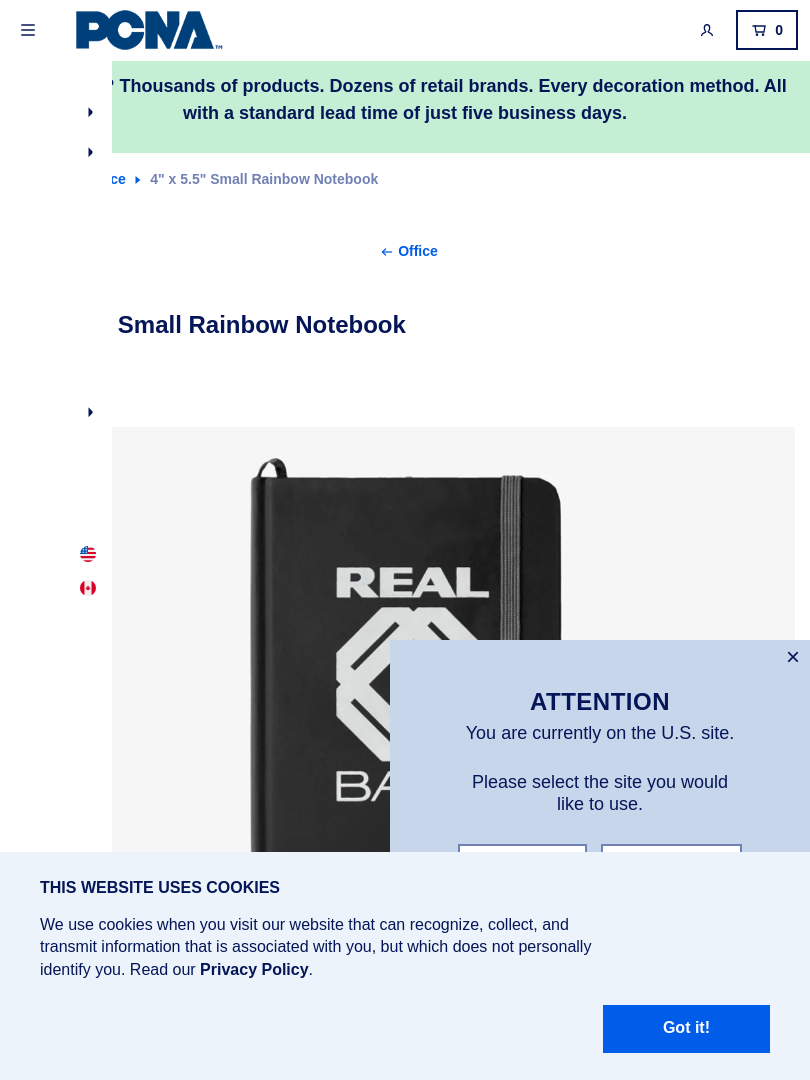 PCNA™
0
? Thousands of products. Dozens of retail brands. Every decoration method. All
with a standard lead time of just five business days.
ce
4" x 5.5" Small Rainbow Notebook
← Office
Small Rainbow Notebook
REAL
BA
×
ATTENTION
You are currently on the U.S. site.
Please select the site you would
like to use.
THIS WEBSITE USES COOKIES
We use cookies when you visit our website that can recognize, collect, and
transmit information that is associated with you, but which does not personally
identify you. Read our Privacy Policy.
Got it!